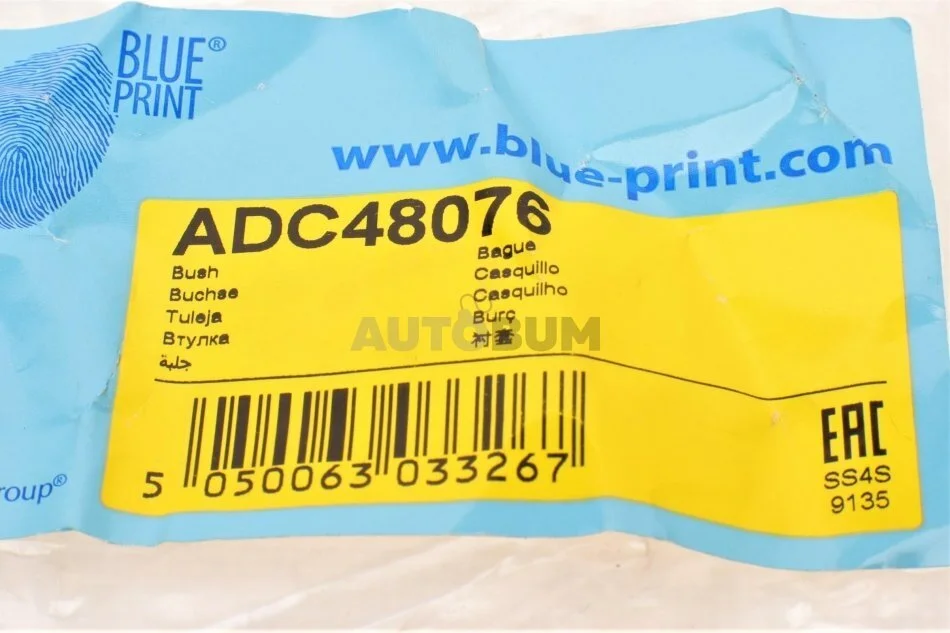 BLUE®
PRINT
www.blue-print.com
ADC48076
Bush
Buchse
Tuleja
Втулка
جلبة
Bague
Casquillo
Casquilho
Burç
衬套
AUTOBUM
5 050063 033267
EAC
SS4S
9135
roup®